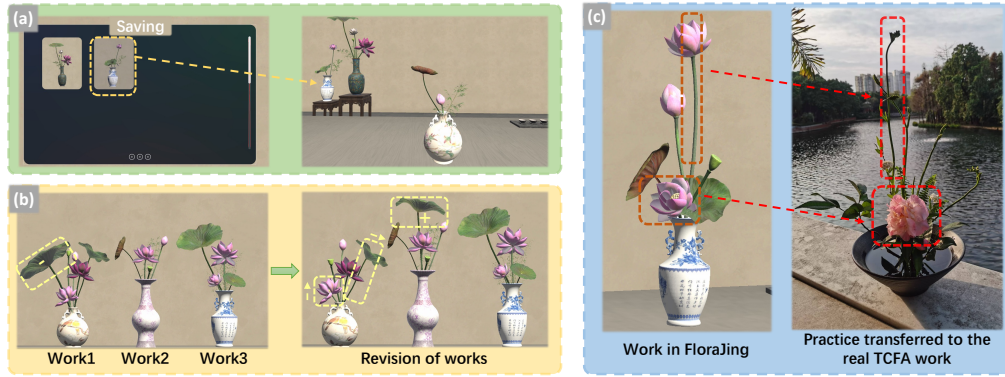 (a)
Saving
(b)
Work1
Work2
Work3
Revision of works
(c)
Work in FloraJing
Practice transferred to the
real TCFA work